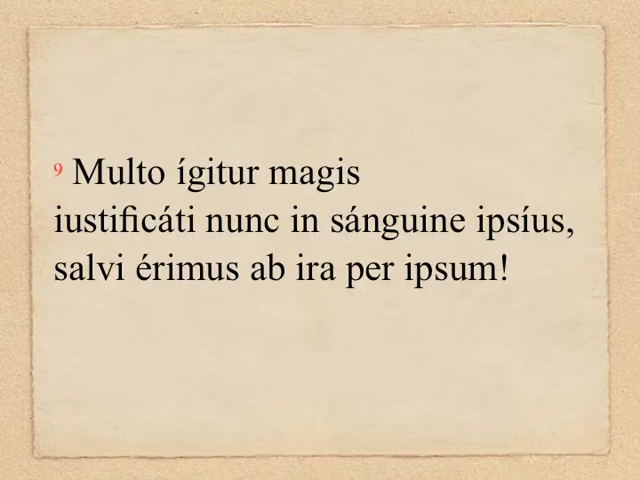 9 Multo ígitur magis
iustificáti nunc in sánguine ipsíus,
salvi érimus ab ira per ipsum!